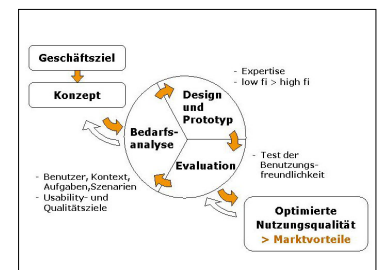 Geschäftsziel
Konzept
Design
und
Prototyp
- Expertise
- low fi > high fi
Bedarfs-
analyse
Evaluation
- Test der
Benutzungs-
freundlichkeit
- Benutzer, Kontext,
Aufgaben,Szenarien
- Usability- und
Qualitätsziele
Optimierte
Nutzungsqualität
> Marktvorteile